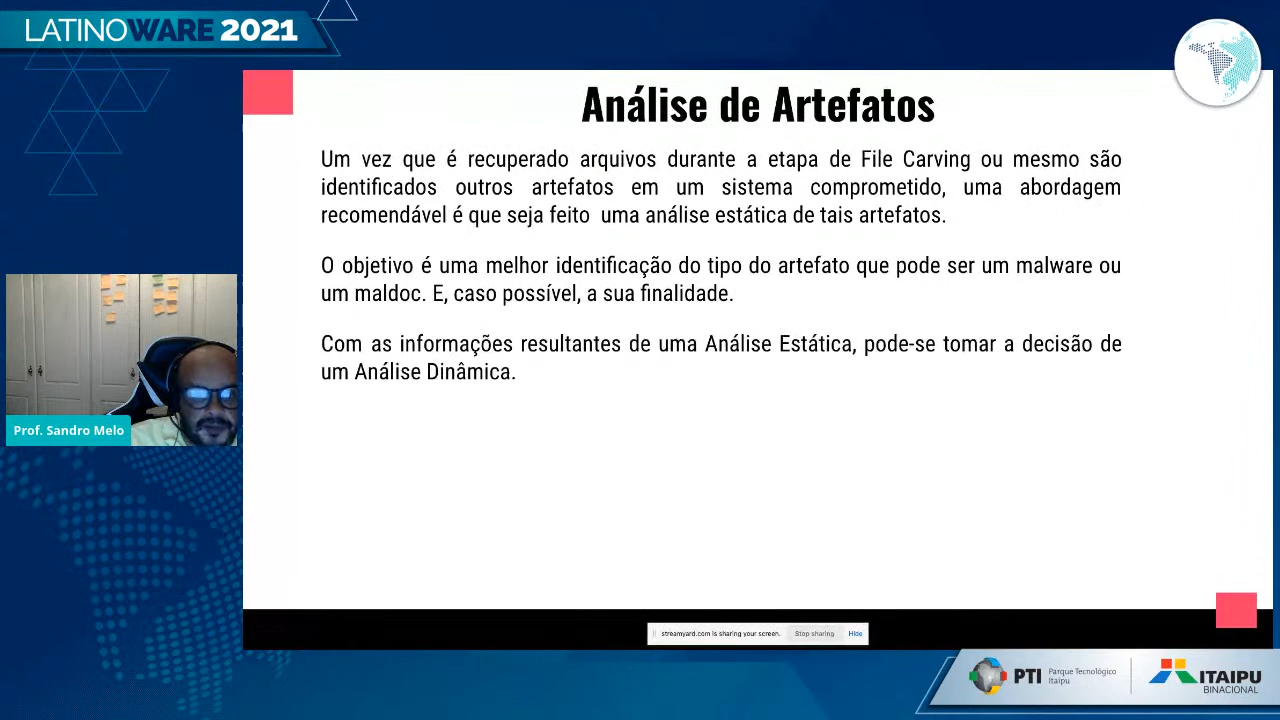 LATINOWARE 2021
Análise de Artefatos
Um vez que é recuperado arquivos durante a etapa de File Carving ou mesmo são
identificados outros artefatos em um sistema comprometido, uma abordagem
recomendável é que seja feito uma análise estática de tais artefatos.
O objetivo é uma melhor identificação do tipo do artefato que pode ser um malware ou
um maldoc. E, caso possível, a sua finalidade.
Com as informações resultantes de uma Análise Estática, pode-se tomar a decisão de
um Análise Dinâmica.
Prof. Sandro Melo
streamyard.com is sharing your screen. Stop sharing Hide
PTI Parque Tecnológico
Itaipu
ITAIPU
BINACIONAL